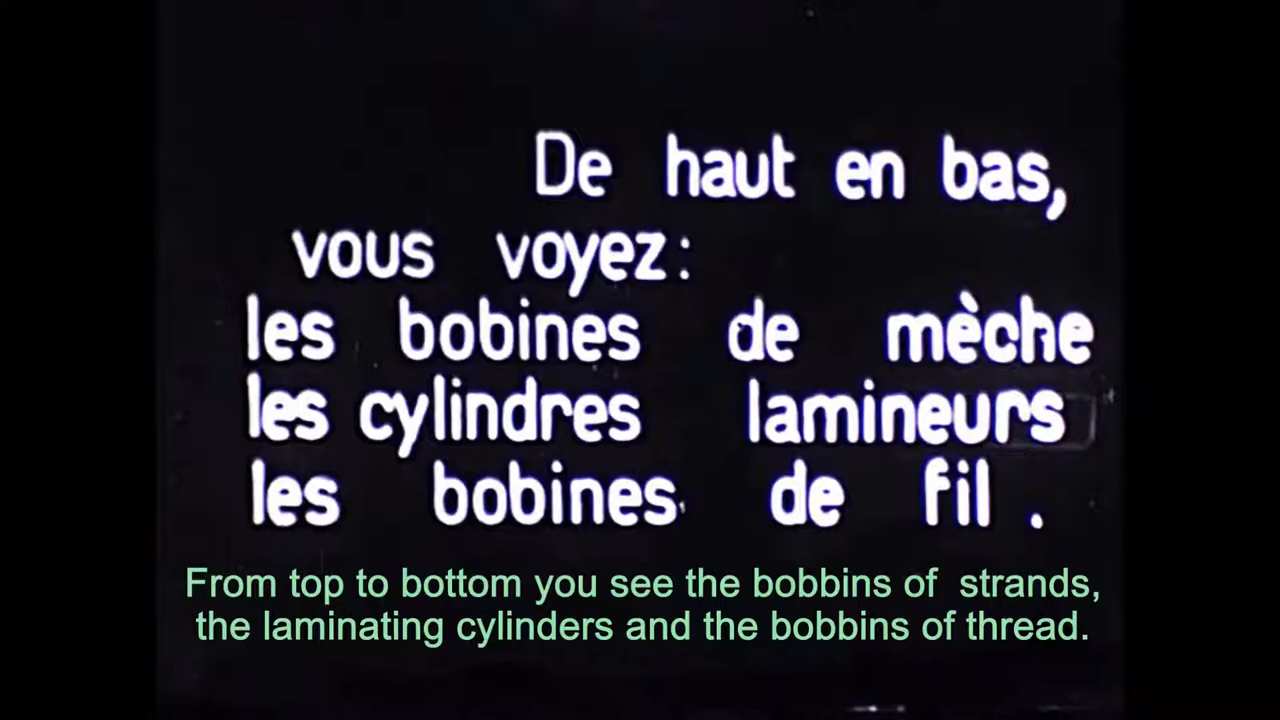 De haut en bas,
vous voyez:
les bobines de mèche
les cylindres lamineurs
les bobines de fil .
From top to bottom you see the bobbins of strands,
the laminating cylinders and the bobbins of thread.